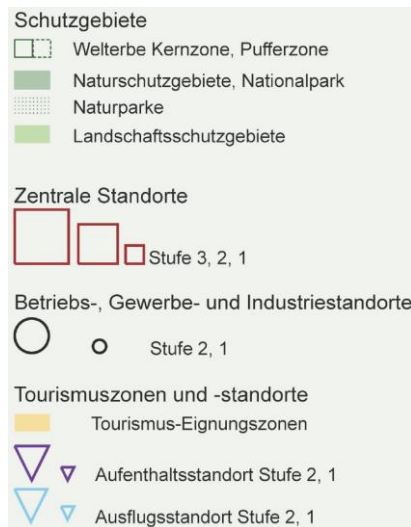 Schutzgebiete
Welterbe Kernzone, Pufferzone
Naturschutzgebiete, Nationalpark
Naturparke
Landschaftsschutzgebiete
Zentrale Standorte
Stufe 3, 2, 1
Betriebs-, Gewerbe- und Industriestandorte
Stufe 2, 1
Tourismuszonen und -standorte
Tourismus-Eignungszonen
Aufenthaltsstandort Stufe 2, 1
Ausflugsstandort Stufe 2, 1